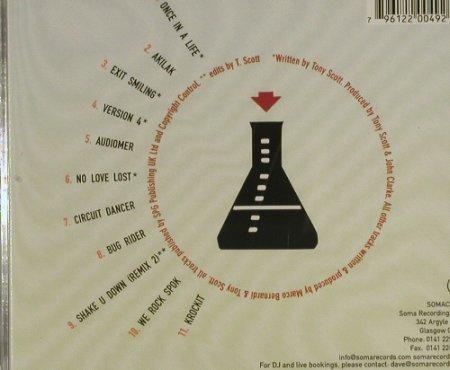 7 96122 00492
1. ONCE IN A LIFE*
2. AKILAK
3. EXIT SMILING*
4. VERSION 4*
5. AUDIOMER
6. NO LOVE LOST*
7. CIRCUIT DANCER
8. BUG RIDER
9. SHAKE U DOWN (REMIX 2)**
10. WE ROCK SPOK
11. KROCKIT
*Written by Tony Scott. Produced by Tony Scott & John Clarke. All other tracks written & produced by Marco Bernardi & Tony Scott. all tracks published by SPG Publishing UK Ltd and Copyright Control. ** edits by T. Scott
SOMAC
Soma Recording
342 Argyle
Glasgow
Phone. 0141 22
Fax. 0141 22
info@somarecords.com www.somareco
For DJ and live bookings, please contact: dave@somarecord